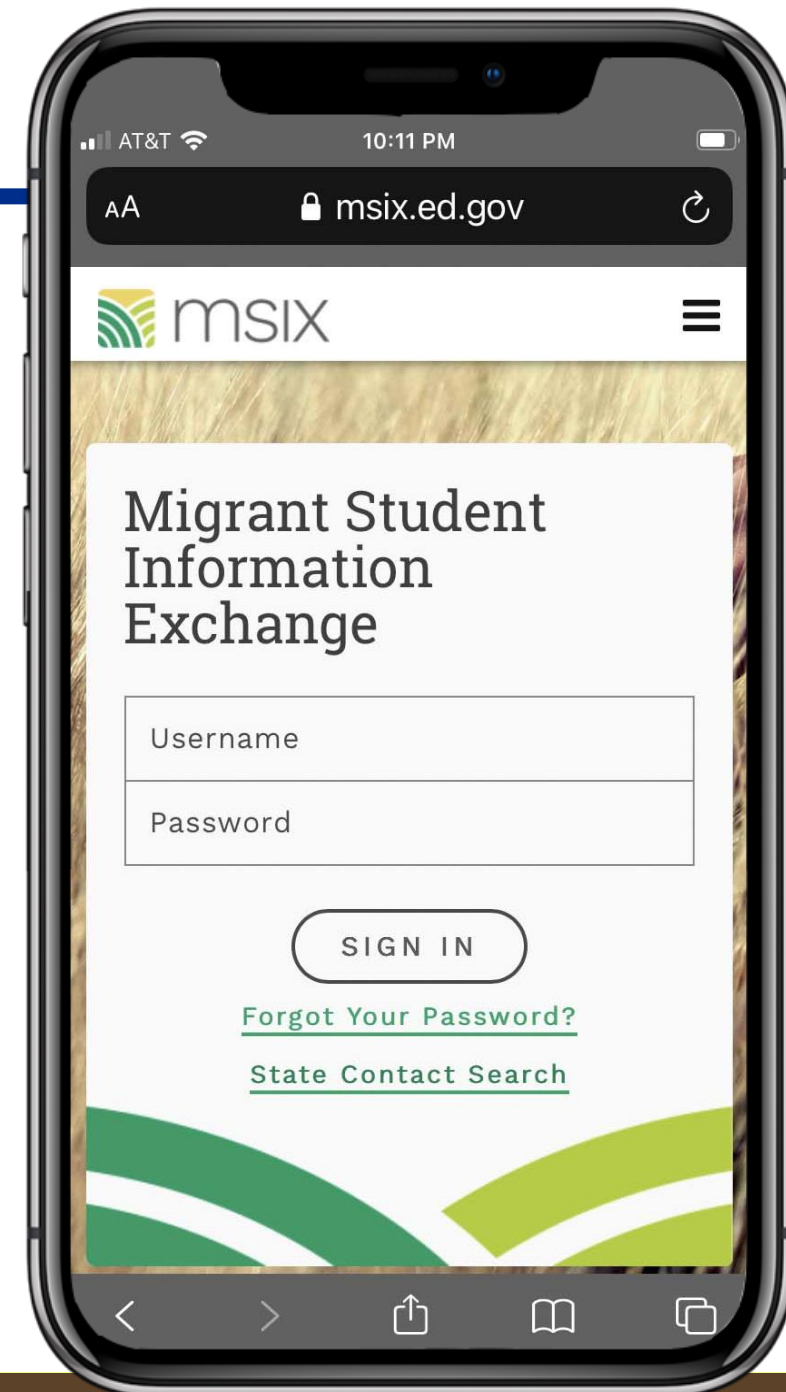 AT&T 10:11 PM
AA msix.ed.gov
msix
Migrant Student
Information
Exchange
Username
Password
SIGN IN
Forgot Your Password?
State Contact Search